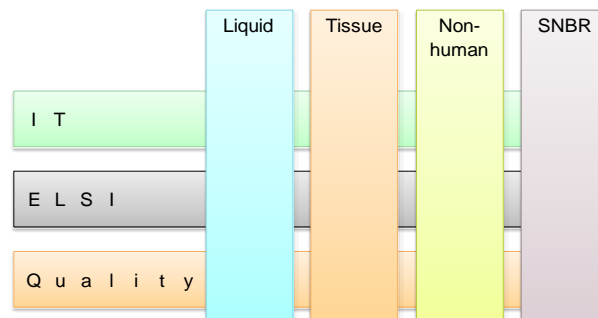 Liquid
Tissue
Non-
human
SNBR
I T
E L S I
Q u a l i t y